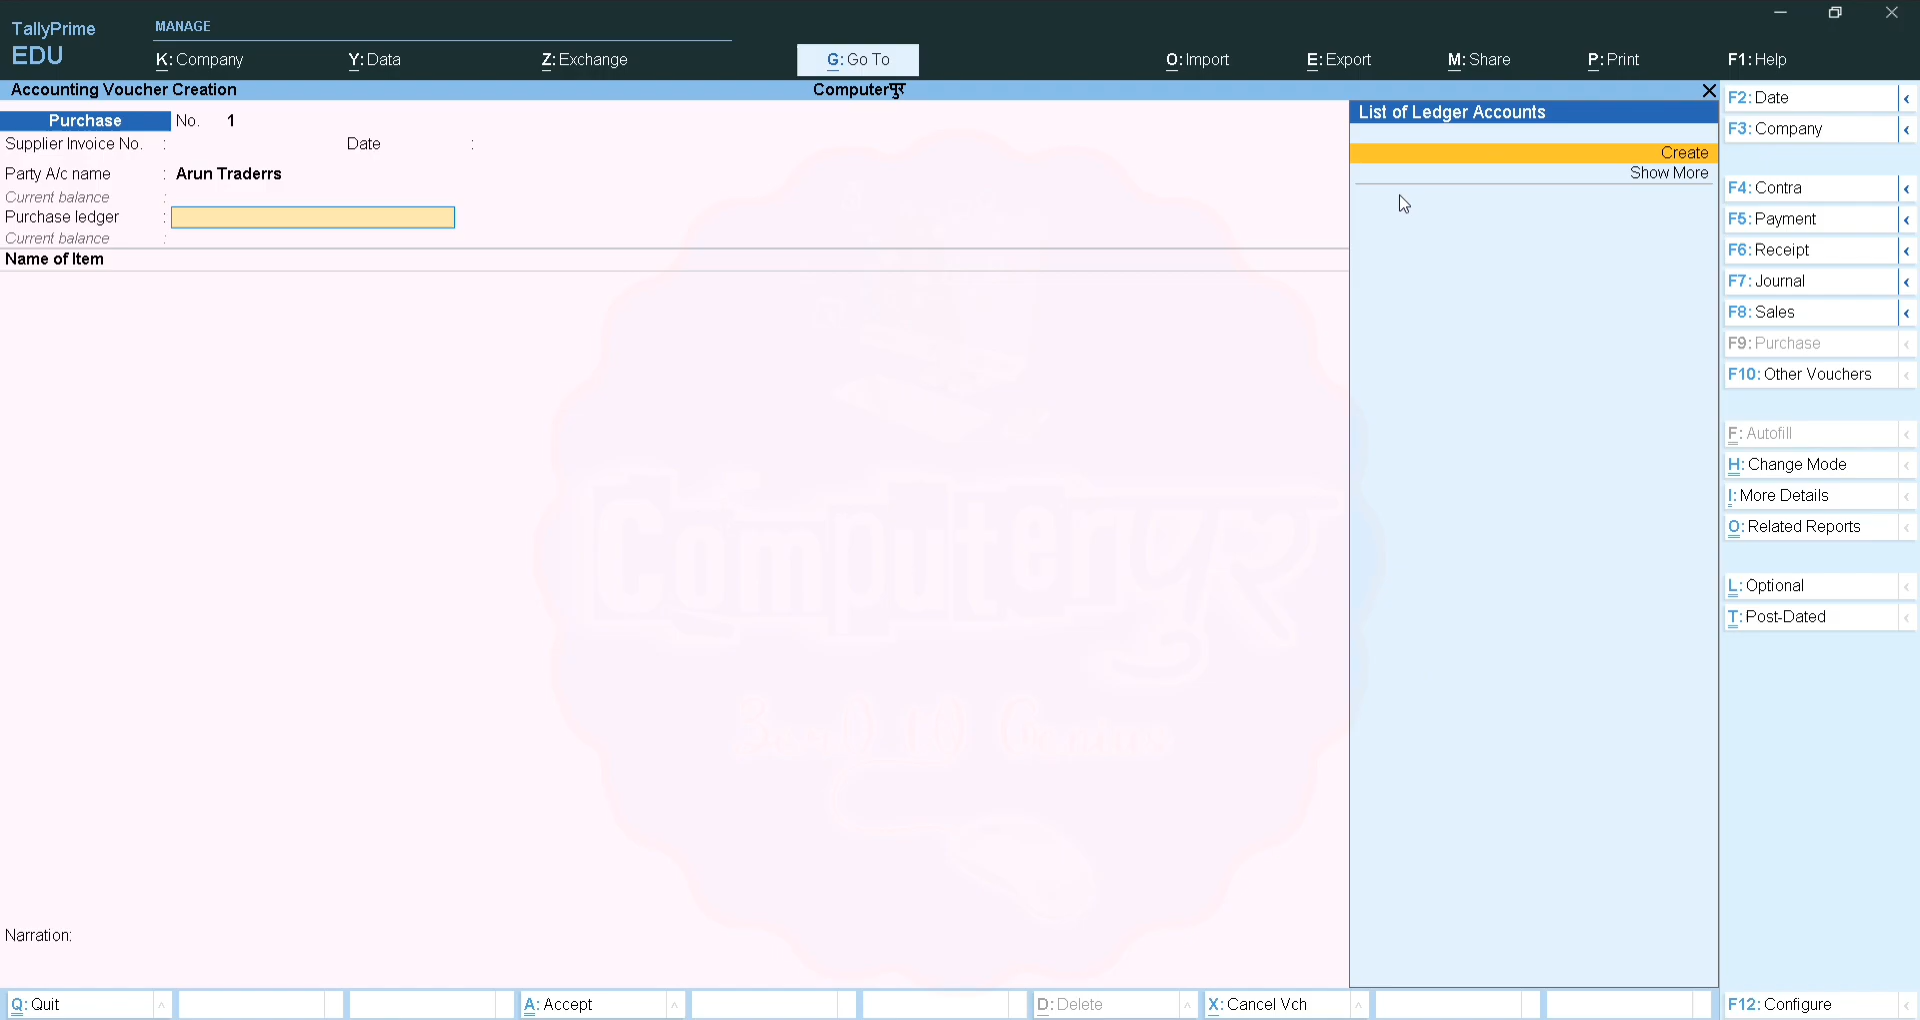 TallyPrime
EDU
MANAGE
K: Company
Y: Data
Z: Exchange
G: Go To
O: Import
E: Export
M: Share
P: Print
F1: Help
Accounting Voucher Creation
Computerपुर
Purchase No. 1
Supplier Invoice No. : Date :
Party A/c name : Arun Traderrs
Current balance :
Purchase ledger :
Current balance :
Name of Item
Computerपुर
Narration:
List of Ledger Accounts
Create
Show More
F2: Date
F3: Company
F4: Contra
F5: Payment
F6: Receipt
F7: Journal
F8: Sales
F9: Purchase
F10: Other Vouchers
F: Autofill
H: Change Mode
I: More Details
O: Related Reports
L: Optional
T: Post-Dated
Q: Quit
A: Accept
D: Delete
X: Cancel Vch
F12: Configure